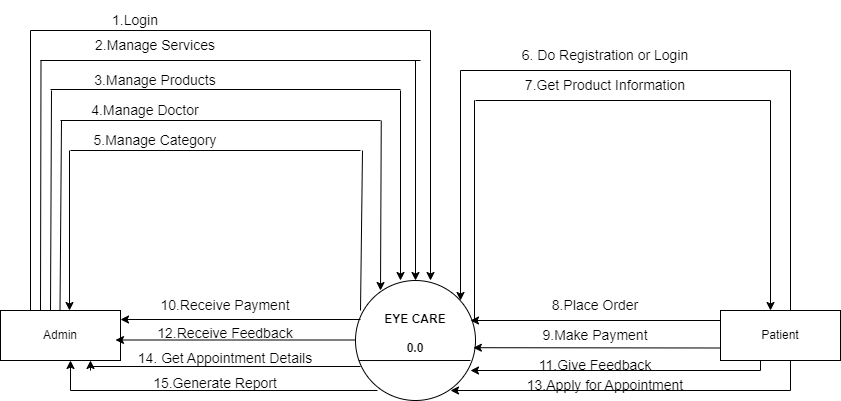 1.Login
2.Manage Services
3.Manage Products
4.Manage Doctor
5.Manage Category
6. Do Registration or Login
7.Get Product Information
10.Receive Payment
12.Receive Feedback
14. Get Appointment Details
15.Generate Report
Admin
EYE CARE
0.0
8.Place Order
9.Make Payment
11.Give Feedback
13.Apply for Appointment
Patient